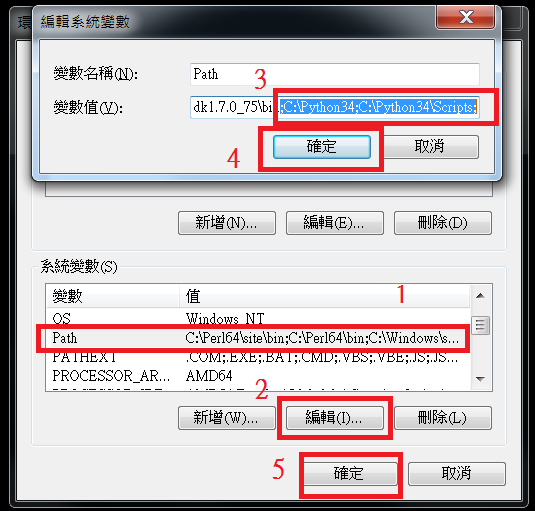 環
編輯系統變數
變數名稱(N):
Path
3
變數值(V):
dk1.7.0_75\bin;C:\Python34;C:\Python34\Scripts;
4
確定
取消
新增(N)...
編輯(E)...
刪除(D)
系統變數(S)
1
變數
值
OS
Windows_NT
Path
C:\Perl64\site\bin;C:\Perl64\bin;C:\Windows\s...
PATHEXT
.COM;.EXE;.BAT;.CMD;.VBS;.VBE;.JS;.JS...
PROCESSOR_AR...
AMD64
2
新增(W)...
編輯(I)...
刪除(L)
5
確定
取消